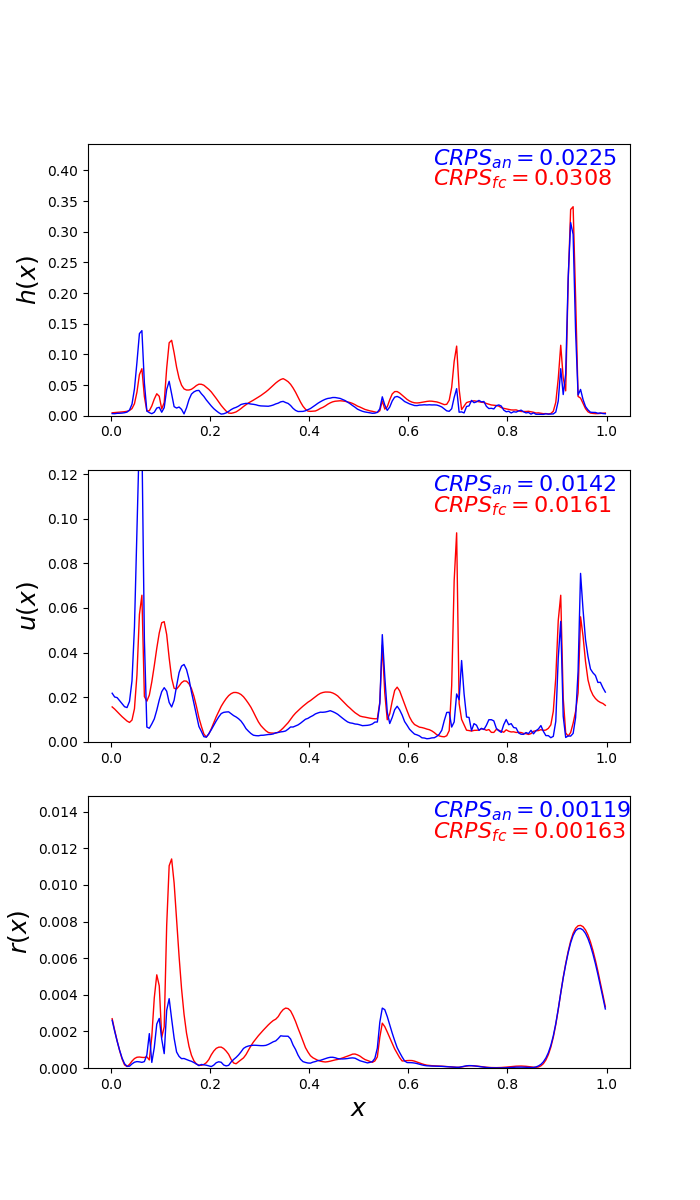 CRPS_an = 0.0225
CRPS_fc = 0.0308
0.40
0.35
0.30
0.25
0.20
0.15
0.10
0.05
0.00
h(x)
0.0 0.2 0.4 0.6 0.8 1.0
CRPS_an = 0.0142
CRPS_fc = 0.0161
0.12
0.10
0.08
0.06
0.04
0.02
0.00
u(x)
0.0 0.2 0.4 0.6 0.8 1.0
CRPS_an = 0.00119
CRPS_fc = 0.00163
0.014
0.012
0.010
0.008
0.006
0.004
0.002
0.000
r(x)
0.0 0.2 0.4 0.6 0.8 1.0
x